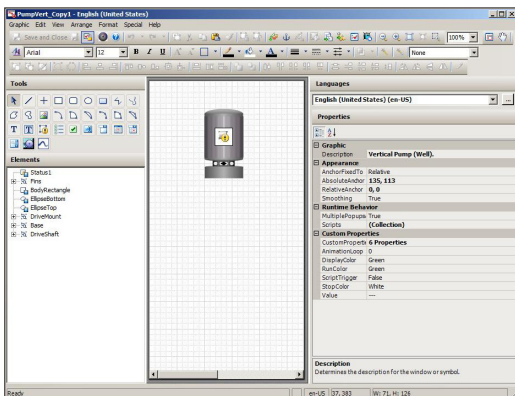 PumpVert_Copy1 - English (United States)
Graphic Edit View Arrange Format Special Help
Save and Close
100%
Arial 12 B I U A None
Tools
T T
Elements
Status1
Fins
BodyRectangle
EllipseBottom
EllipseTop
DriveMount
Base
DriveShaft
Languages
English (United States) (en-US)
...
Properties
Graphic
Description Vertical Pump (Well).
Appearance
AnchorFixedTo Relative
AbsoluteAnchor 135, 113
RelativeAnchor 0, 0
Smoothing True
Runtime Behavior
MultiplePopups True
Scripts (Collection)
Custom Properties
CustomProperti 6 Properties
AnimationLoop 0
DisplayColor Green
RunColor Green
ScriptTrigger False
StopColor White
Value ---
Description
Determines the description for the window or symbol.
Ready en-US 37, 383 W: 71, H: 126